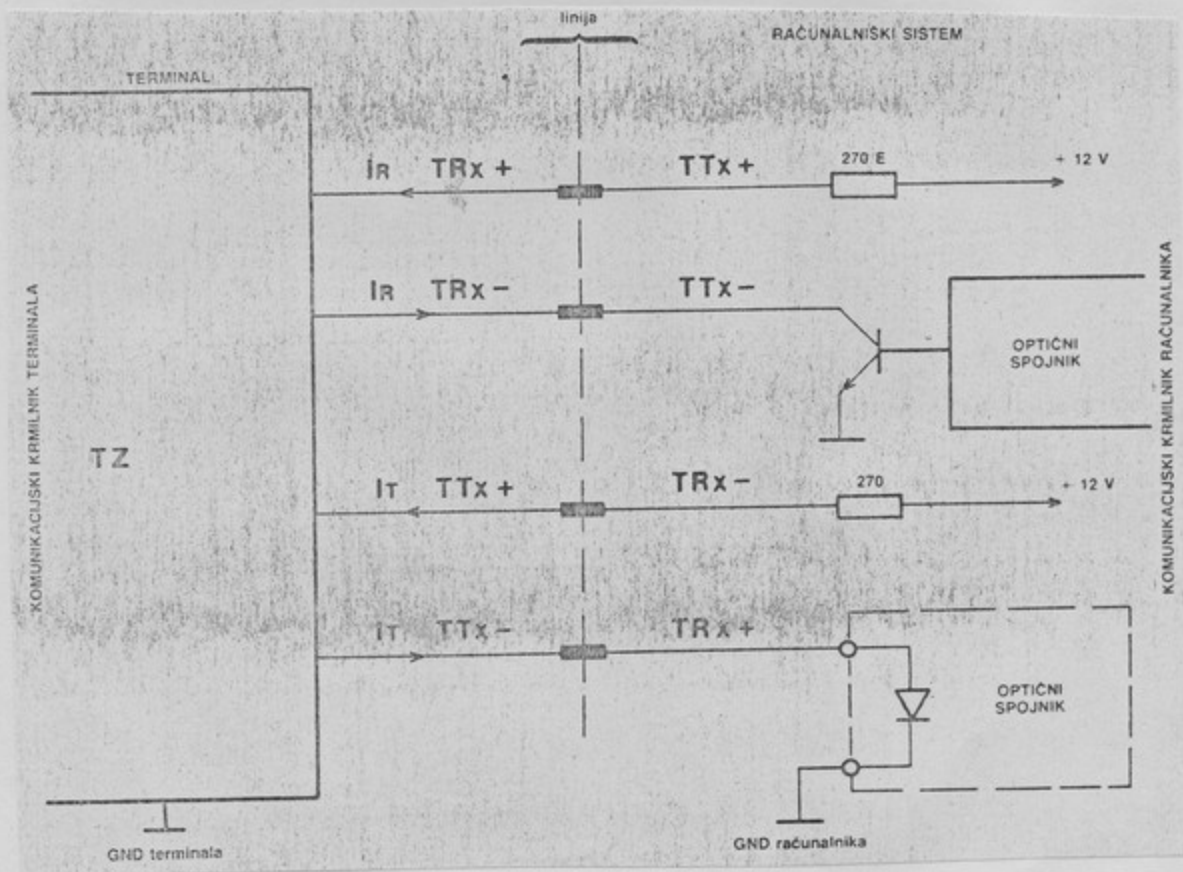 linija
RAČUNALNIŠKI SISTEM
TERMINAL
IR TRx + TTx + 270 E + 12 V
IR TRx − TTx −
OPTIČNI
SPOJNIK
KOMUNIKACIJSKI KRMILNIK TERMINALA
KOMUNIKACIJSKI KRMILNIK RAČUNALNIKA
TZ
IT TTx + TRx − 270 + 12 V
IT TTx − TRx +
OPTIČNI
SPOJNIK
GND terminala
GND računalnika